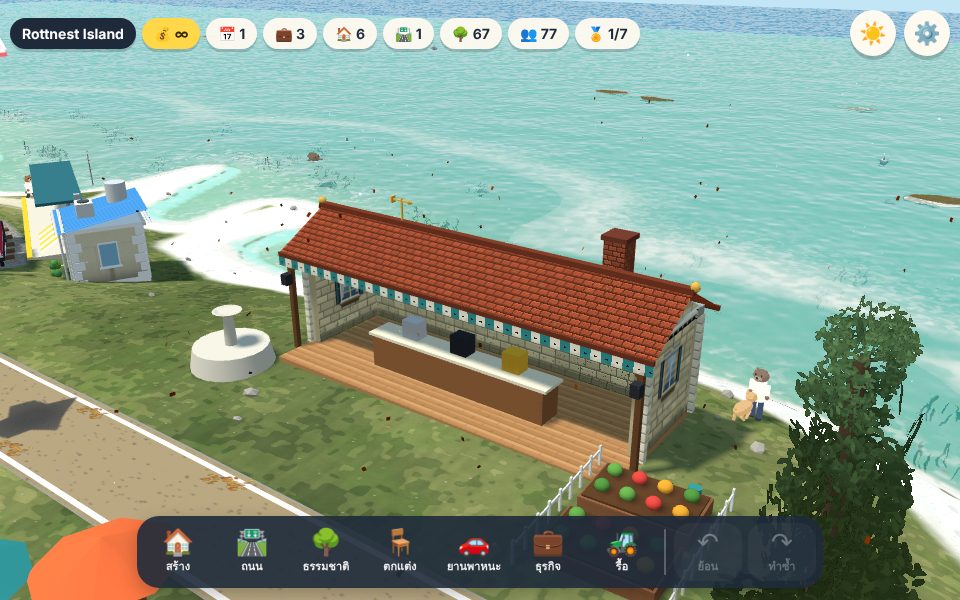 Rottnest Island
∞
1
3
6
1
67
77
1/7
สร้าง
ถนน
ธรรมชาติ
ตกแต่ง
ยานพาหนะ
ธุรกิจ
รื้อ
ย้อน
ทำซ้ำ